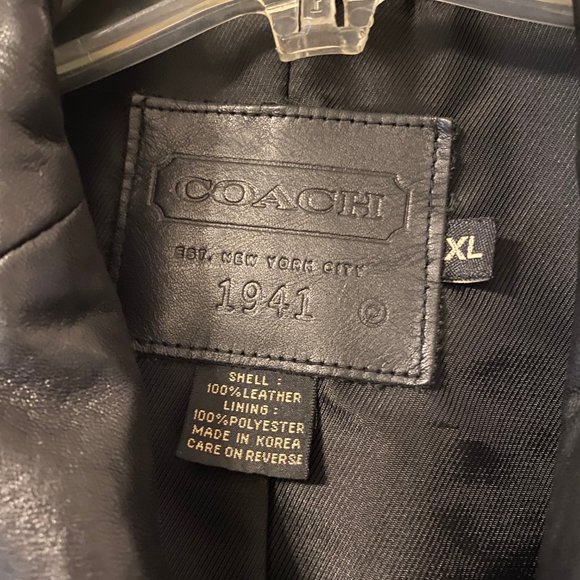 COACH
EST. NEW YORK CITY
1941 ©
XL
SHELL :
100%LEATHER
LINING :
100%POLYESTER
MADE IN KOREA
CARE ON REVERSE